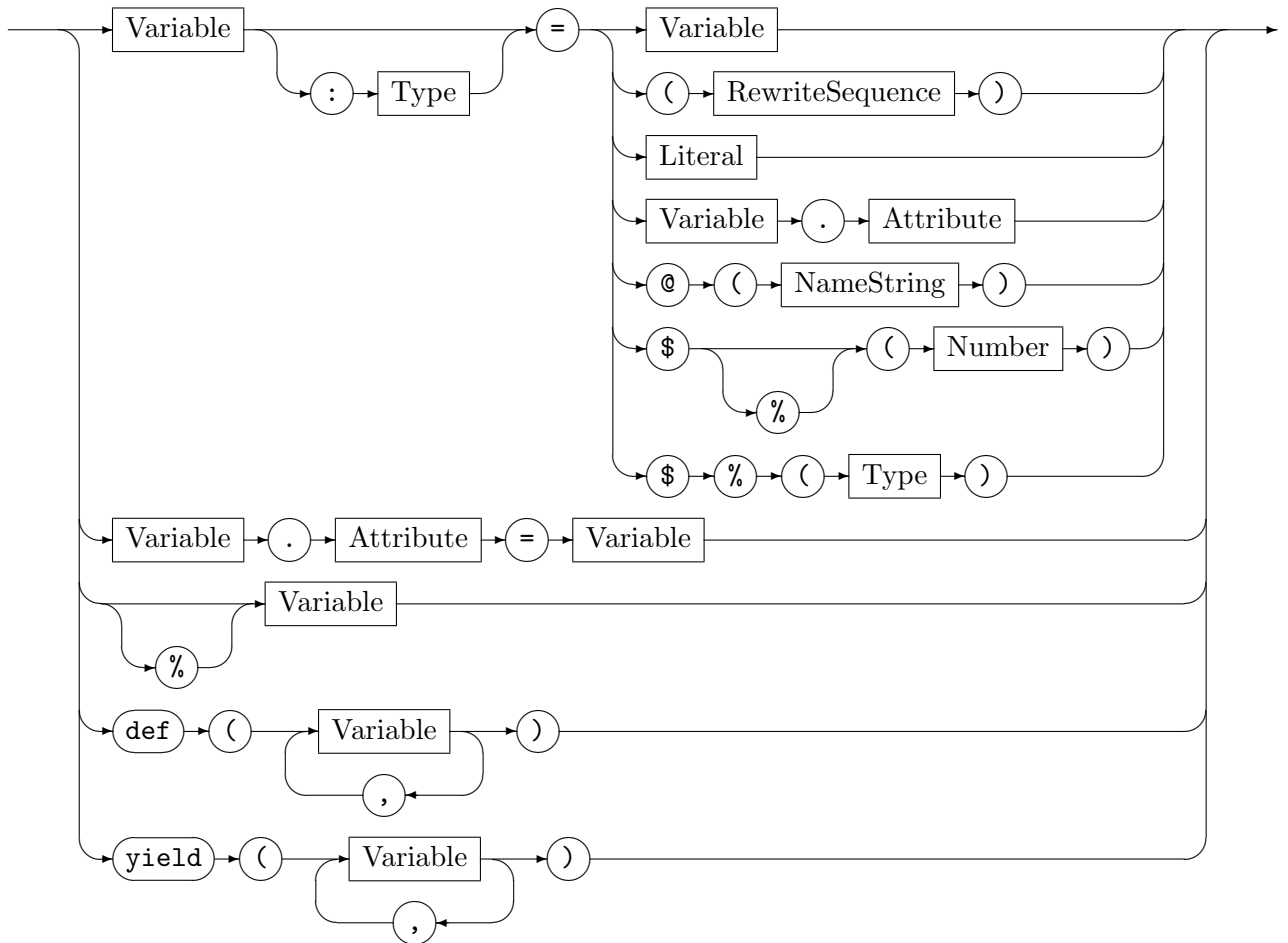 Variable = Variable
: Type ( RewriteSequence )
Literal
Variable . Attribute
@ ( NameString )
$ ( Number )
%
$ % ( Type )
Variable . Attribute = Variable
Variable
%
def ( Variable )
,
yield ( Variable )
,